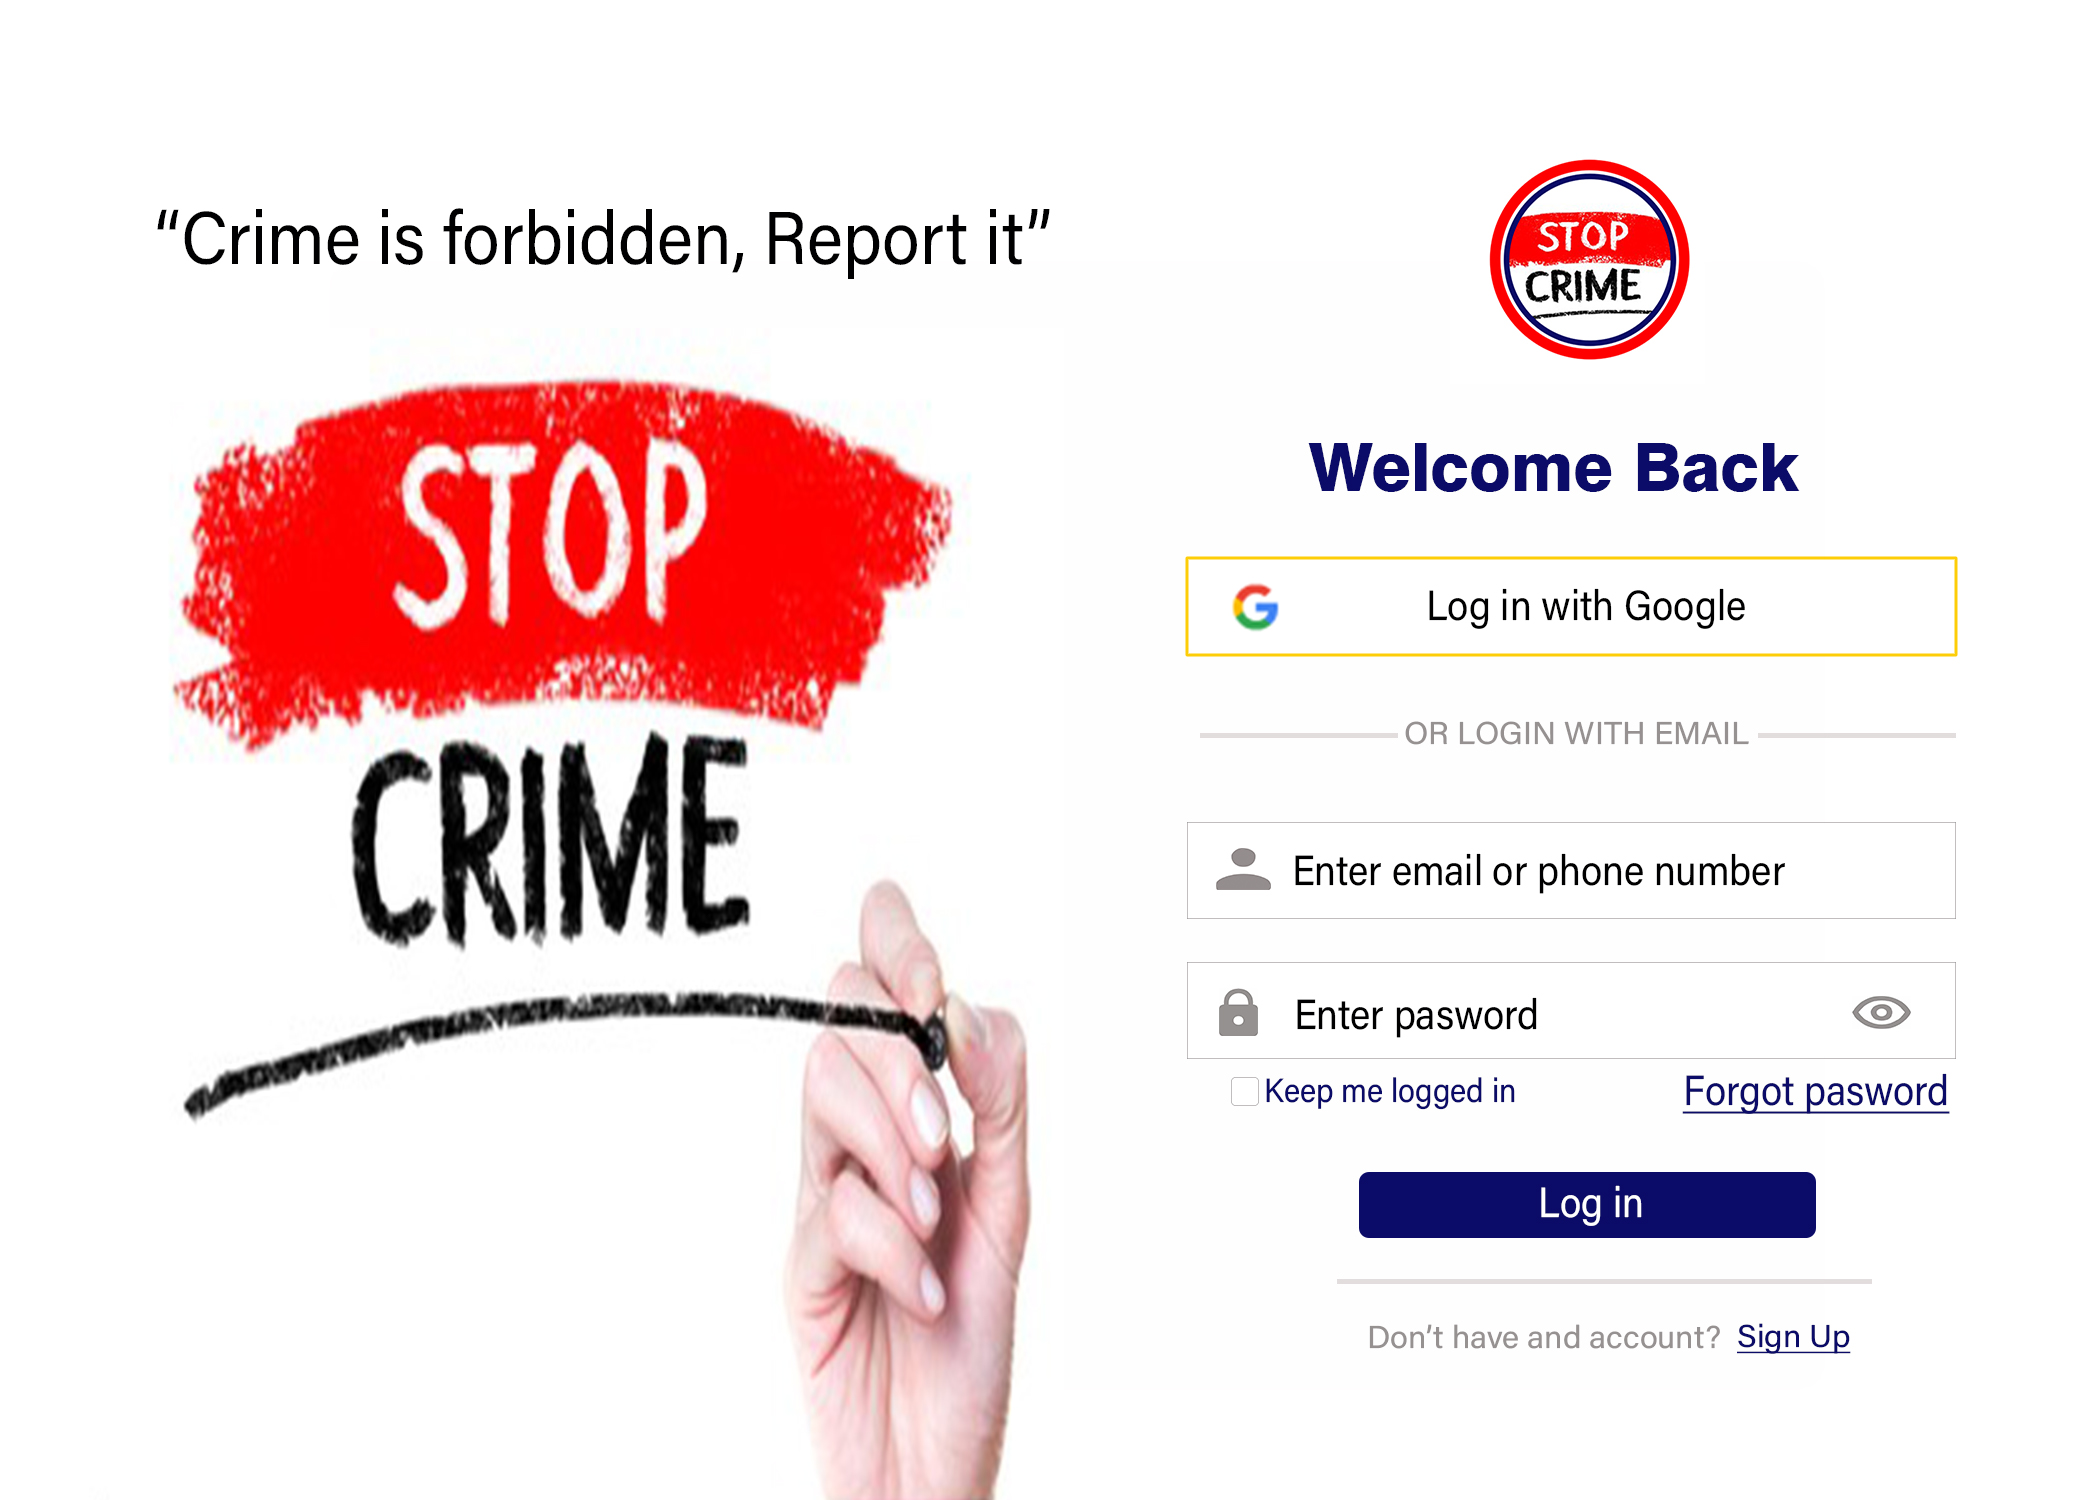 “Crime is forbidden, Report it”
STOP
CRIME
STOP
CRIME
Welcome Back
Log in with Google
OR LOGIN WITH EMAIL
Enter email or phone number
Enter pasword
Keep me logged in
Forgot pasword
Log in
Don’t have and account? Sign Up